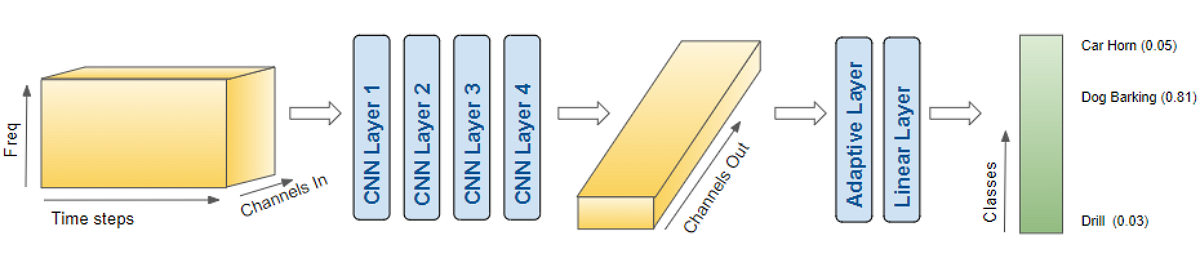 Freq
Time steps
Channels In
CNN Layer 1
CNN Layer 2
CNN Layer 3
CNN Layer 4
Channels Out
Adaptive Layer
Linear Layer
Classes
Car Horn (0.05)
Dog Barking (0.81)
Drill (0.03)